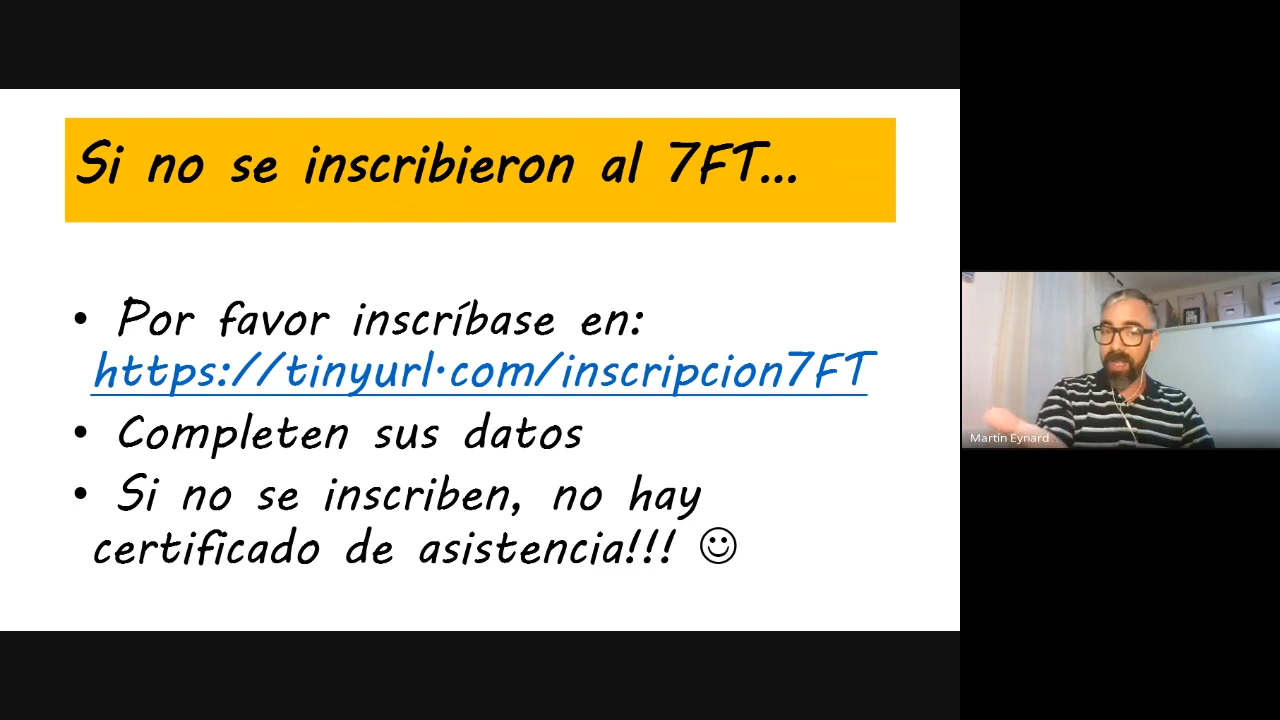 Si no se inscribieron al 7FT...
• Por favor inscríbase en:
https://tinyurl.com/inscripcion7FT
• Completen sus datos
• Si no se inscriben, no hay
certificado de asistencia!!! ☺
Martín Eynard